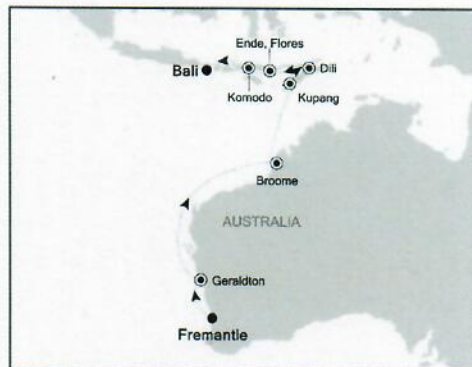 Ende, Flores
Bali
Dili
Komodo
Kupang
Broome
AUSTRALIA
Geraldton
Fremantle